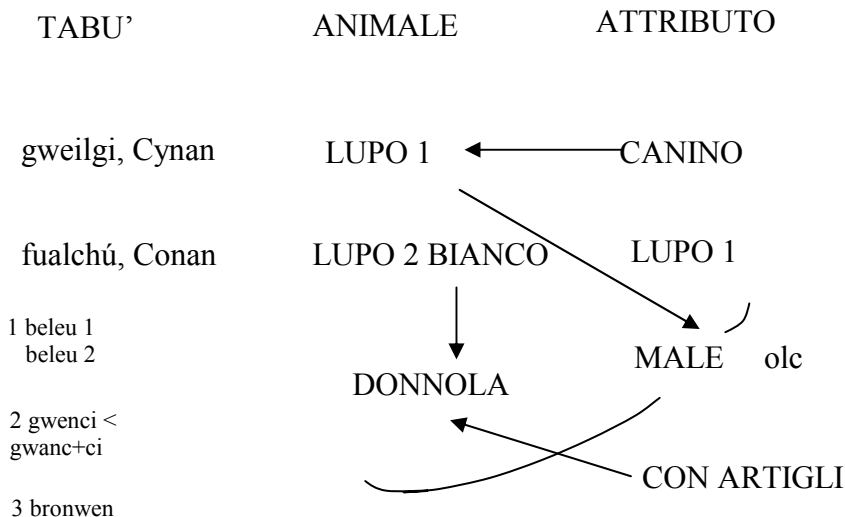 TABU’ ANIMALE ATTRIBUTO
gweilgi, Cynan LUPO 1 CANINO
fualchú, Conan LUPO 2 BIANCO LUPO 1
1 beleu 1
beleu 2
MALE olc
DONNOLA
2 gwenci <
gwanc+ci
CON ARTIGLI
3 bronwen